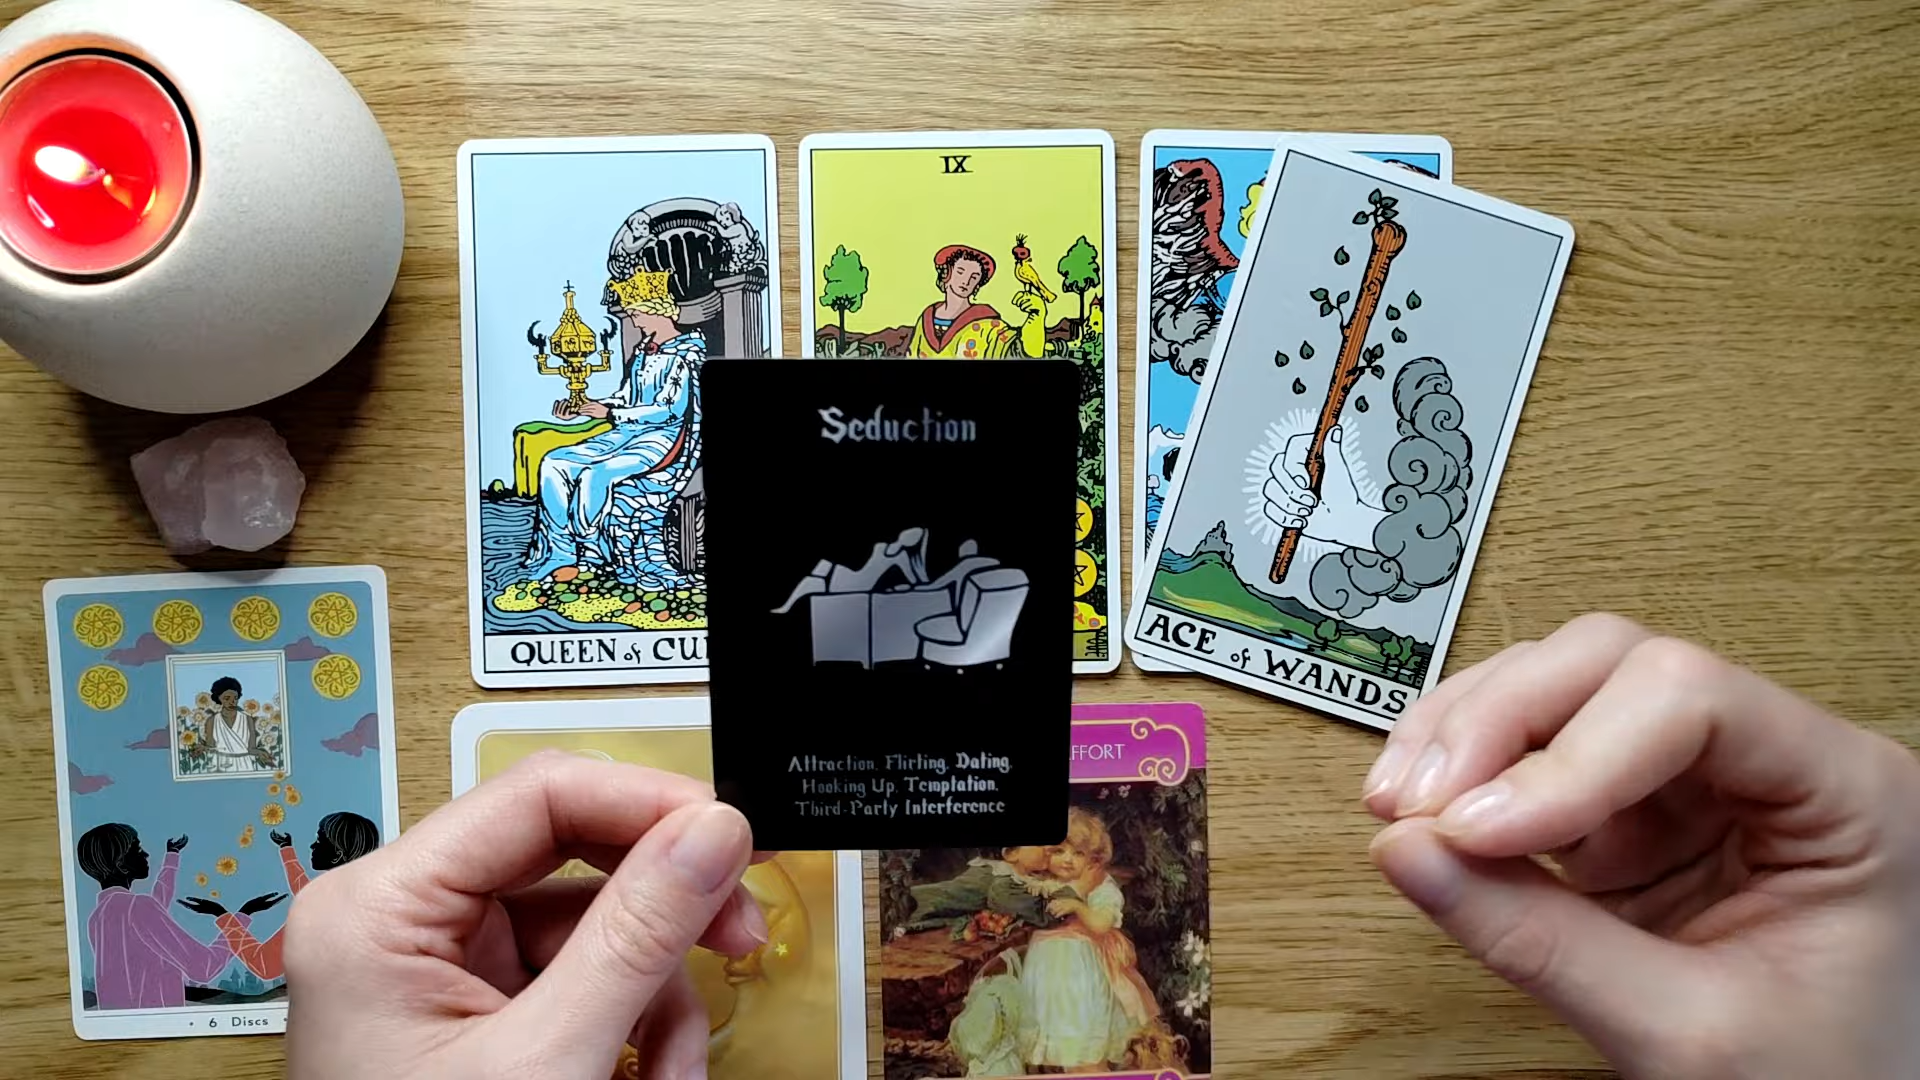 IX
QUEEN of CU
ACE of WANDS
Seduction
Attraction, Flirting, Dating,
Hooking Up, Temptation,
Third-Party Interference
FFORT
• 6 Discs •